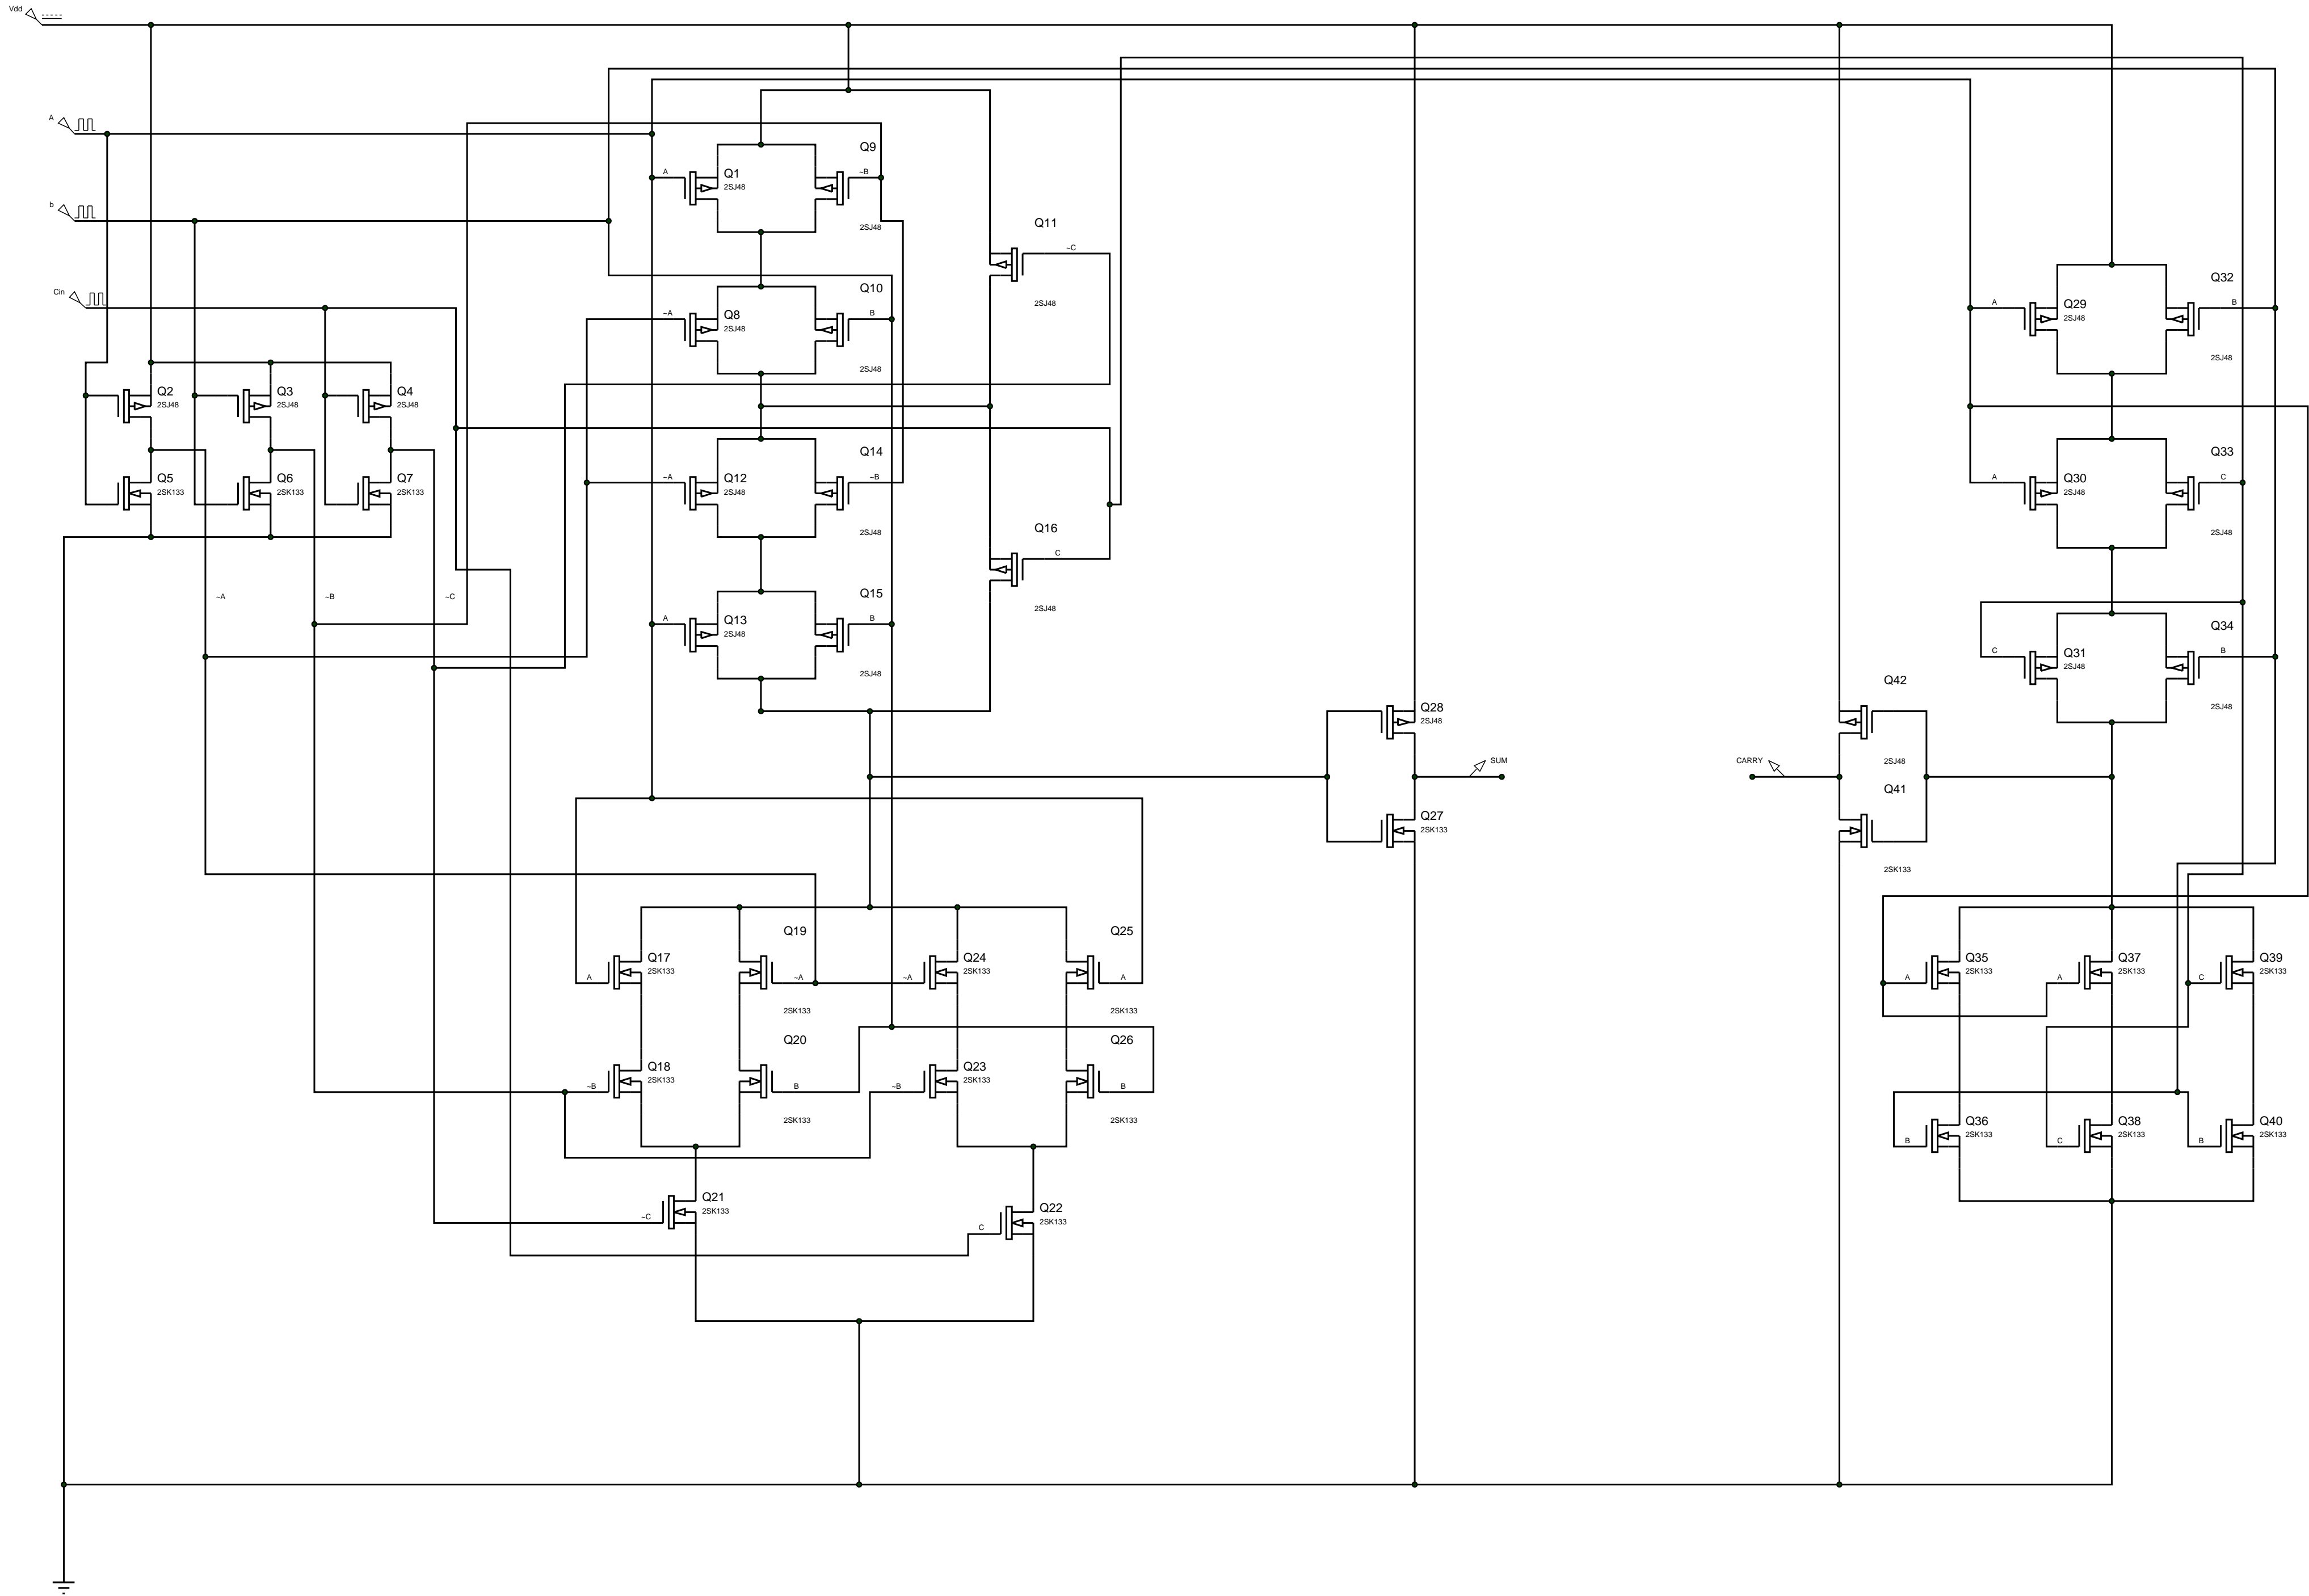 Vdd
A
b
Cin
Q2
2SJ48
Q3
2SJ48
Q4
2SJ48
Q5
2SK133
Q6
2SK133
Q7
2SK133
~A
~B
~C
A
Q1
2SJ48
Q9
~B
2SJ48
Q11
~C
2SJ48
~A
Q8
2SJ48
Q10
B
2SJ48
~A
Q12
2SJ48
Q14
~B
2SJ48
Q16
C
2SJ48
A
Q13
2SJ48
Q15
B
2SJ48
A
Q17
2SK133
Q19
~A
2SK133
~A
Q24
2SK133
Q25
A
2SK133
~B
Q18
2SK133
Q20
B
2SK133
~B
Q23
2SK133
Q26
B
2SK133
~C
Q21
2SK133
C
Q22
2SK133
Q28
2SJ48
SUM
Q27
2SK133
Q42
2SJ48
CARRY
Q41
2SK133
A
Q29
2SJ48
Q32
B
2SJ48
A
Q30
2SJ48
Q33
C
2SJ48
C
Q31
2SJ48
Q34
B
2SJ48
A
Q35
2SK133
A
Q37
2SK133
C
Q39
2SK133
B
Q36
2SK133
C
Q38
2SK133
B
Q40
2SK133